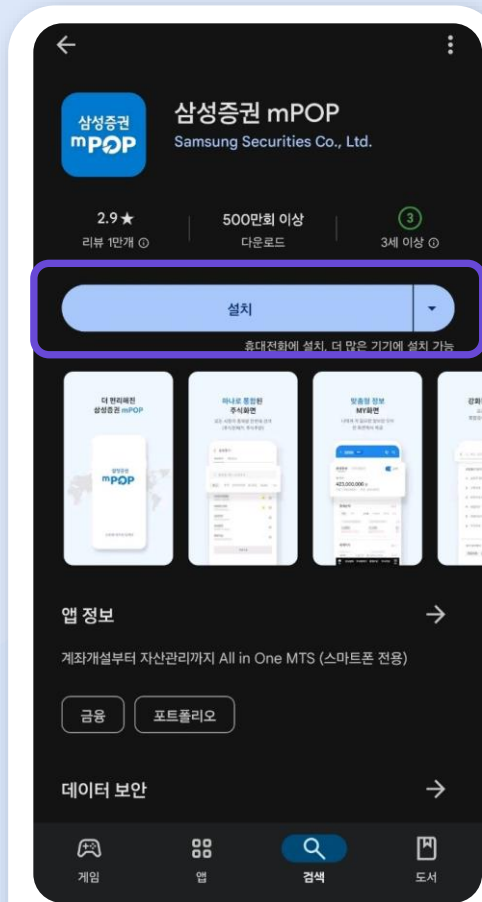 삼성증권
mPOP
삼성증권 mPOP
Samsung Securities Co., Ltd.
2.9★
리뷰 1만개
500만회 이상
다운로드
3
3세 이상
설치
휴대전화에 설치. 더 많은 기기에 설치 가능
더 편리해진
삼성증권 mPOP
삼성증권
mPOP
하나로 통합된
주식화면
맞춤형 정보
MY화면
423,000,000
강화
앱 정보
계좌개설부터 자산관리까지 All in One MTS (스마트폰 전용)
금융
포트폴리오
데이터 보안
게임
앱
검색
도서